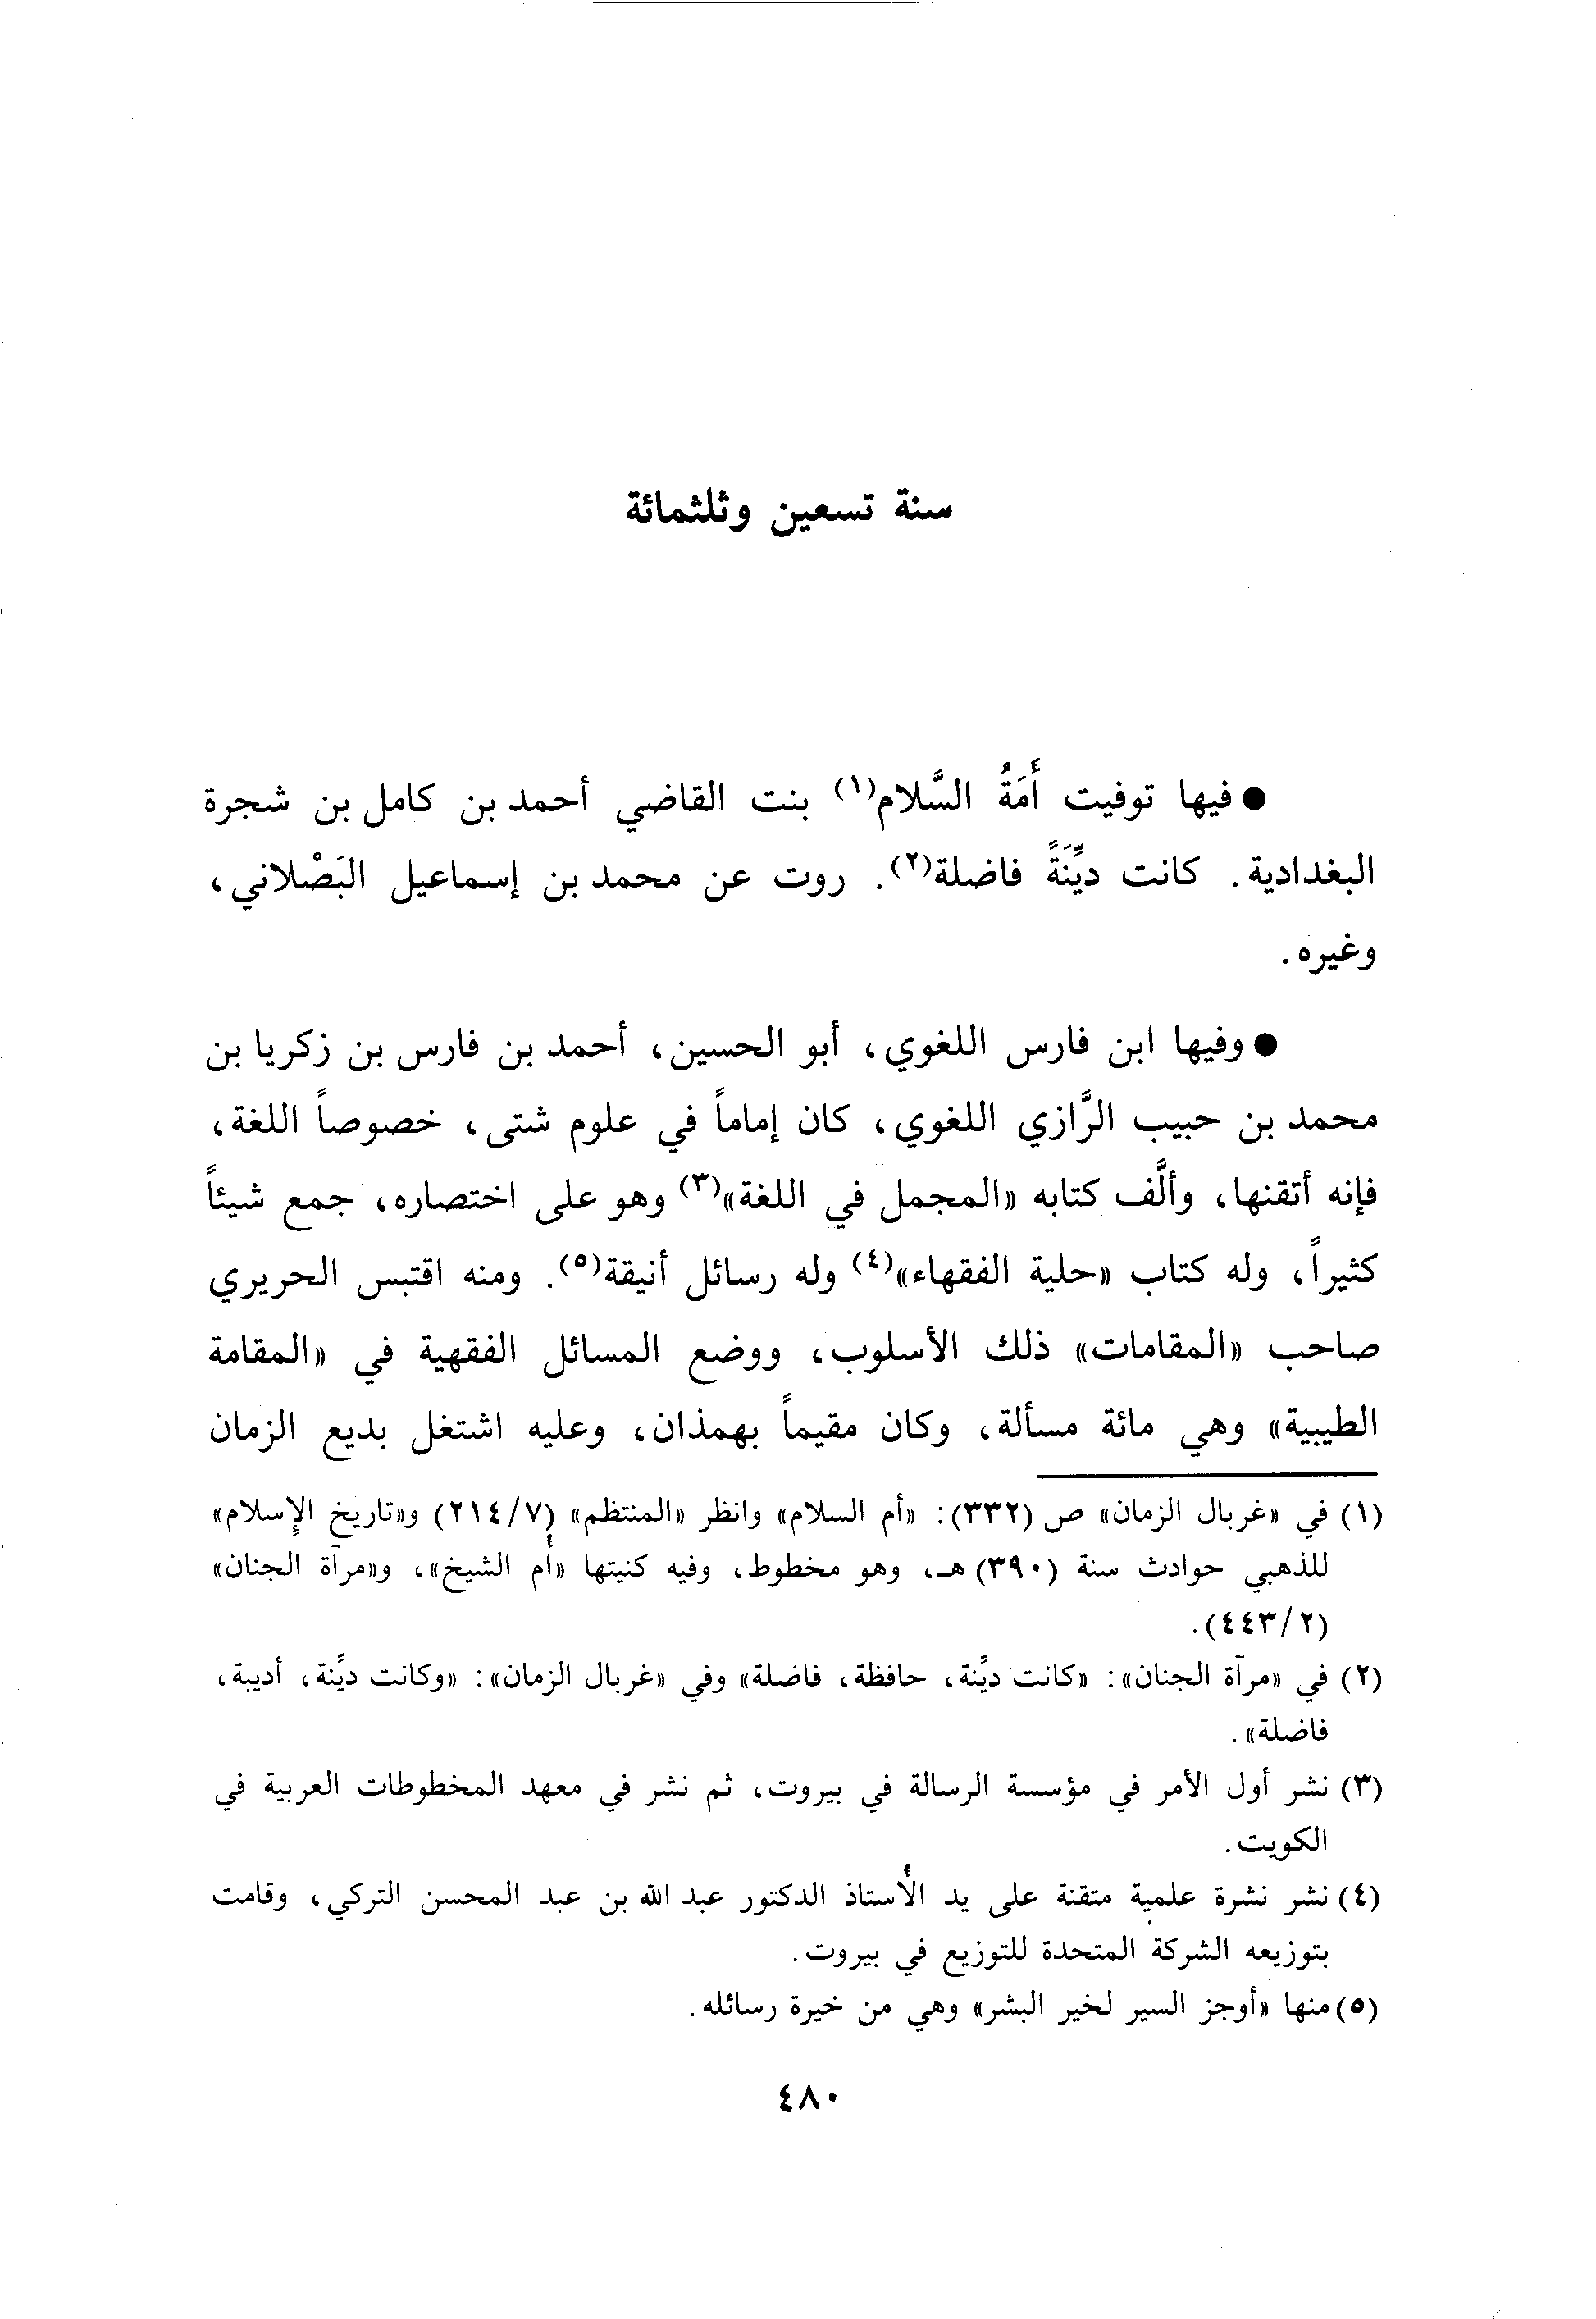 سنة تسعين وثلثمائة
● فيها توفيت أَمَةُ السَّلام(١) بنت القاضي أحمد بن كامل بن شجرة
البغدادية. كانت ديِّنَةً فاضلة(٢). روت عن محمد بن إسماعيل البَصْلاني،
وغيره.
● وفيها ابن فارس اللغوي، أبو الحسين، أحمد بن فارس بن زكريا بن
محمد بن حبيب الرَّازي اللغوي، كان إماماً في علوم شتى، خصوصاً اللغة،
فإنه أتقنها، وألَّف كتابه «المجمل في اللغة»(٣) وهو على اختصاره، جمع شيئاً
كثيراً، وله كتاب «حلية الفقهاء»(٤) وله رسائل أنيقة(٥). ومنه اقتبس الحريري
صاحب «المقامات» ذلك الأسلوب، ووضع المسائل الفقهية في «المقامة
الطيبية» وهي مائة مسألة، وكان مقيماً بهمذان، وعليه اشتغل بديع الزمان
(١) في «غربال الزمان» ص (٣٣٢): «أم السلام» وانظر «المنتظم» (٢١٤/٧) و«تاريخ الإسلام»
للذهبي حوادث سنة (٣٩٠) هـ، وهو مخطوط، وفيه كنيتها «أم الشيخ»، و«مرآة الجنان»
(٤٤٣/٢).
(٢) في «مرآة الجنان»: «كانت ديِّنة، حافظة، فاضلة» وفي «غربال الزمان»: «وكانت ديِّنة، أديبة،
فاضلة».
(٣) نشر أول الأمر في مؤسسة الرسالة في بيروت، ثم نشر في معهد المخطوطات العربية في
الكويت.
(٤) نشر نشرة علمية متقنة على يد الأستاذ الدكتور عبد الله بن عبد المحسن التركي، وقامت
بتوزيعه الشركة المتحدة للتوزيع في بيروت.
(٥) منها «أوجز السير لخير البشر» وهي من خيرة رسائله.
٤٨٠